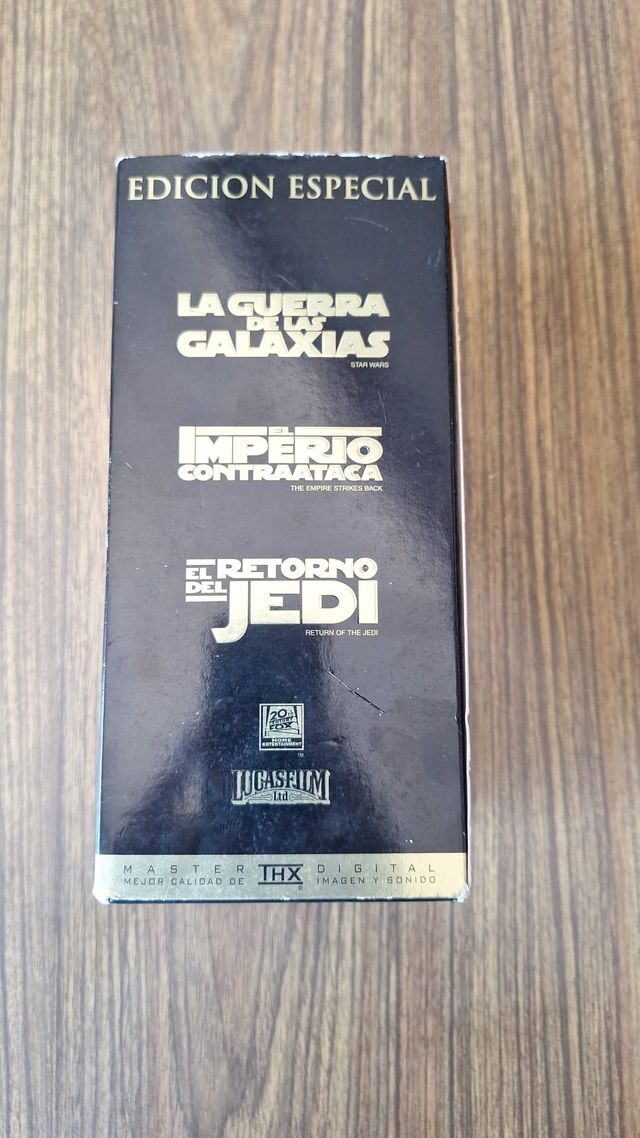 EDICION ESPECIAL
LA GUERRA
DE LAS
GALAXIAS
STAR WARS
EL
IMPERIO
CONTRAATACA
THE EMPIRE STRIKES BACK
EL RETORNO
DEL JEDI
RETURN OF THE JEDI
20th
CENTURY
FOX
HOME
ENTERTAINMENT
TM
LUCASFILM
Ltd
MASTER THX DIGITAL
MEJOR CALIDAD DE IMAGEN Y SONIDO